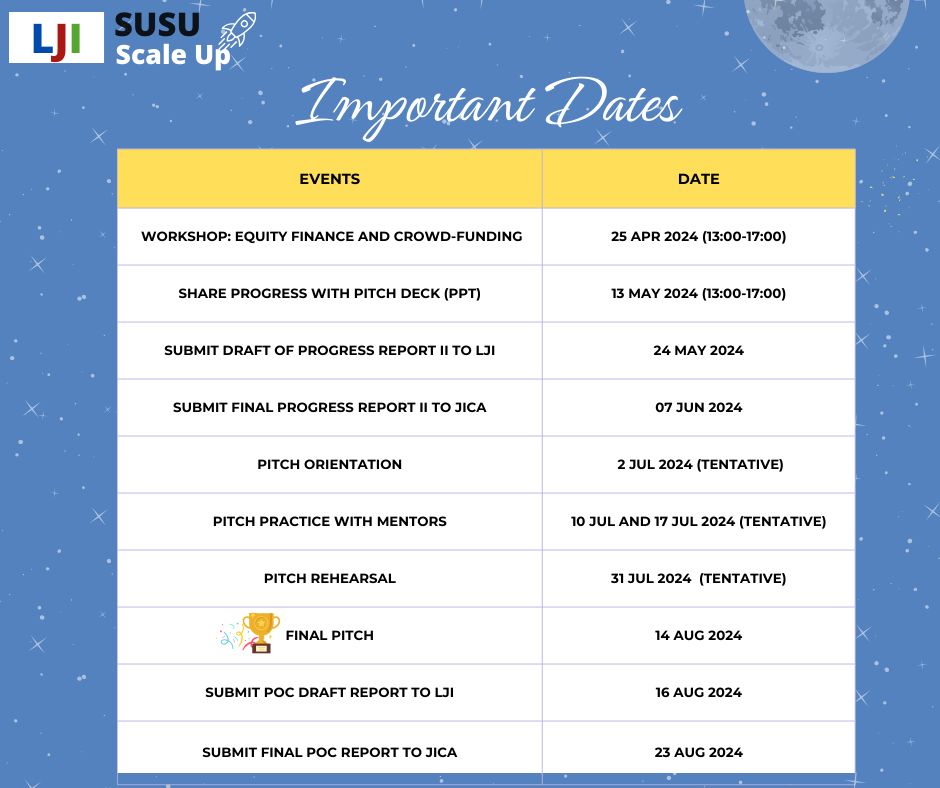 LJI
SUSU
Scale Up
Important Dates
EVENTS DATE
WORKSHOP: EQUITY FINANCE AND CROWD-FUNDING 25 APR 2024 (13:00-17:00)
SHARE PROGRESS WITH PITCH DECK (PPT) 13 MAY 2024 (13:00-17:00)
SUBMIT DRAFT OF PROGRESS REPORT II TO LJI 24 MAY 2024
SUBMIT FINAL PROGRESS REPORT II TO JICA 07 JUN 2024
PITCH ORIENTATION 2 JUL 2024 (TENTATIVE)
PITCH PRACTICE WITH MENTORS 10 JUL AND 17 JUL 2024 (TENTATIVE)
PITCH REHEARSAL 31 JUL 2024 (TENTATIVE)
FINAL PITCH 14 AUG 2024
SUBMIT POC DRAFT REPORT TO LJI 16 AUG 2024
SUBMIT FINAL POC REPORT TO JICA 23 AUG 2024